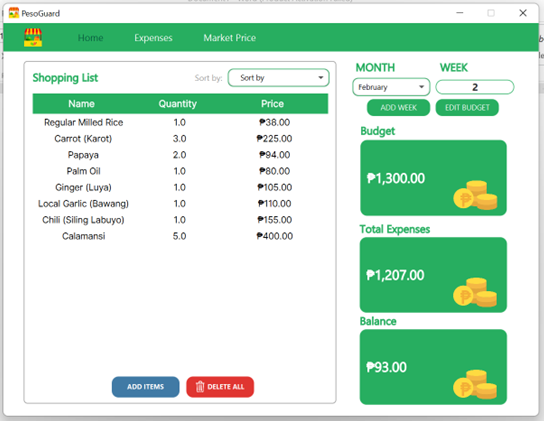 PesoGuard
Home Expenses Market Price
Shopping List Sort by: Sort by
Name Quantity Price
Regular Milled Rice 1.0 ₱38.00
Carrot (Karot) 3.0 ₱225.00
Papaya 2.0 ₱94.00
Palm Oil 1.0 ₱80.00
Ginger (Luya) 1.0 ₱105.00
Local Garlic (Bawang) 1.0 ₱110.00
Chili (Siling Labuyo) 1.0 ₱155.00
Calamansi 5.0 ₱400.00
ADD ITEMS DELETE ALL
MONTH WEEK
February 2
ADD WEEK EDIT BUDGET
Budget
₱1,300.00
Total Expenses
₱1,207.00
Balance
₱93.00